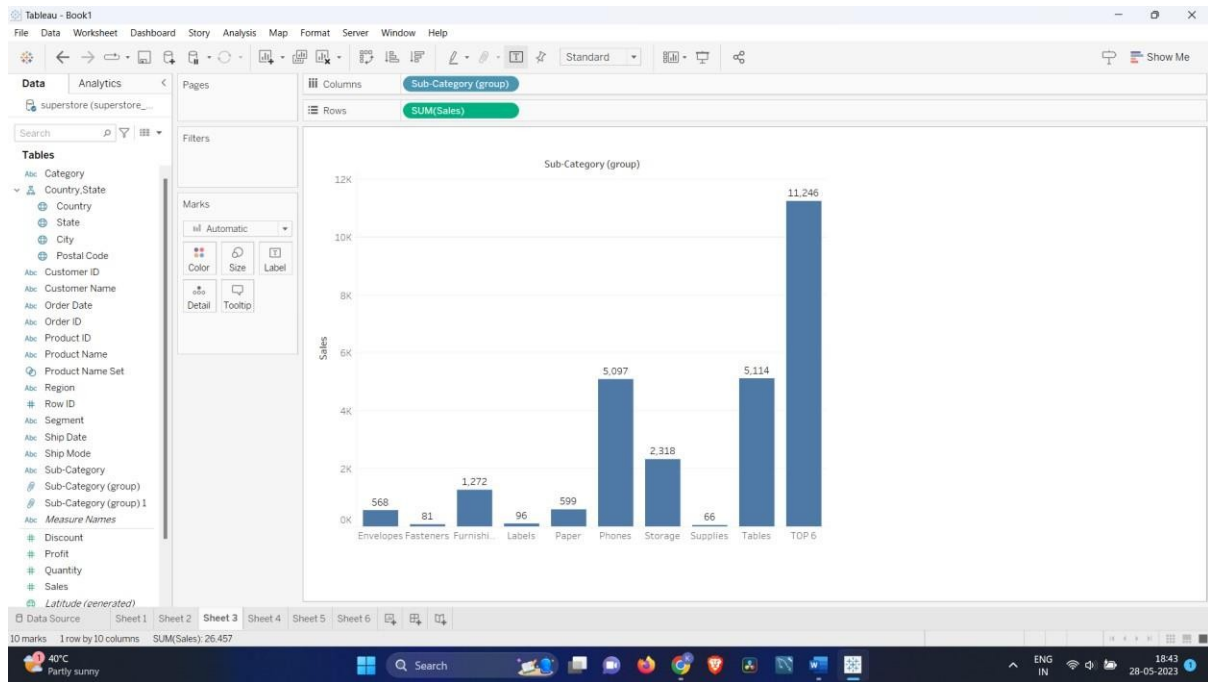 Tableau - Book1
File Data Worksheet Dashboard Story Analysis Map Format Server Window Help
Standard
Show Me
Data Analytics
Pages
Columns Sub-Category (group)
superstore (superstore_...
Rows SUM(Sales)
Search
Filters
Tables
Abc Category
Country,State
Country
State
City
Postal Code
Abc Customer ID
Abc Customer Name
Abc Order Date
Abc Order ID
Abc Product ID
Abc Product Name
Product Name Set
Abc Region
# Row ID
Abc Segment
Abc Ship Date
Abc Ship Mode
Abc Sub-Category
Sub-Category (group)
Sub-Category (group) 1
Abc Measure Names
# Discount
# Profit
# Quantity
# Sales
Latitude (generated)
Marks
Automatic
Color Size Label
Detail Tooltip
Sub-Category (group)
Sales
12K
10K
8K
6K
4K
2K
0K
568 81 1,272 96 599 5,097 2,318 66 5,114 11,246
Envelopes Fasteners Furnishi.. Labels Paper Phones Storage Supplies Tables TOP 6
Data Source Sheet 1 Sheet 2 Sheet 3 Sheet 4 Sheet 5 Sheet 6
10 marks 1 row by 10 columns SUM(Sales): 26,457
1
40°C
Partly sunny
Search
ENG
IN
18:43
28-05-2023
1